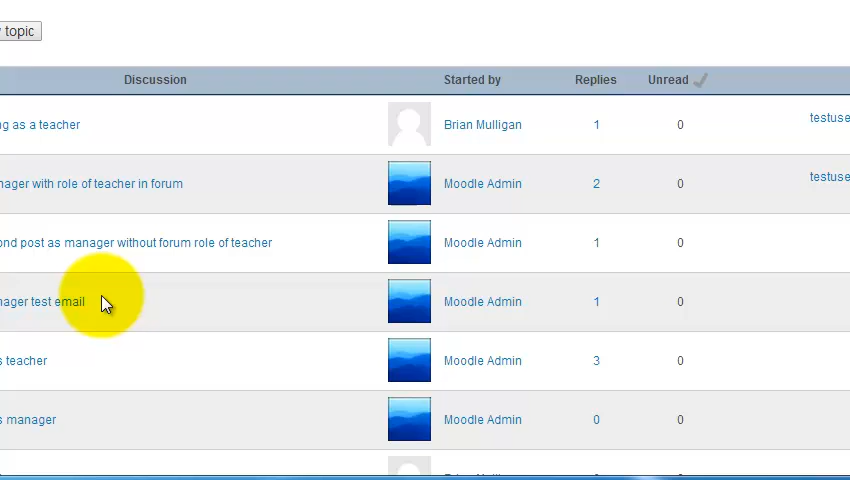 topic
Discussion Started by Replies Unread
ng as a teacher Brian Mulligan 1 0 testuse
nager with role of teacher in forum Moodle Admin 2 0 testuse
ond post as manager without forum role of teacher Moodle Admin 1 0
nager test email Moodle Admin 1 0
s teacher Moodle Admin 3 0
s manager Moodle Admin 0 0